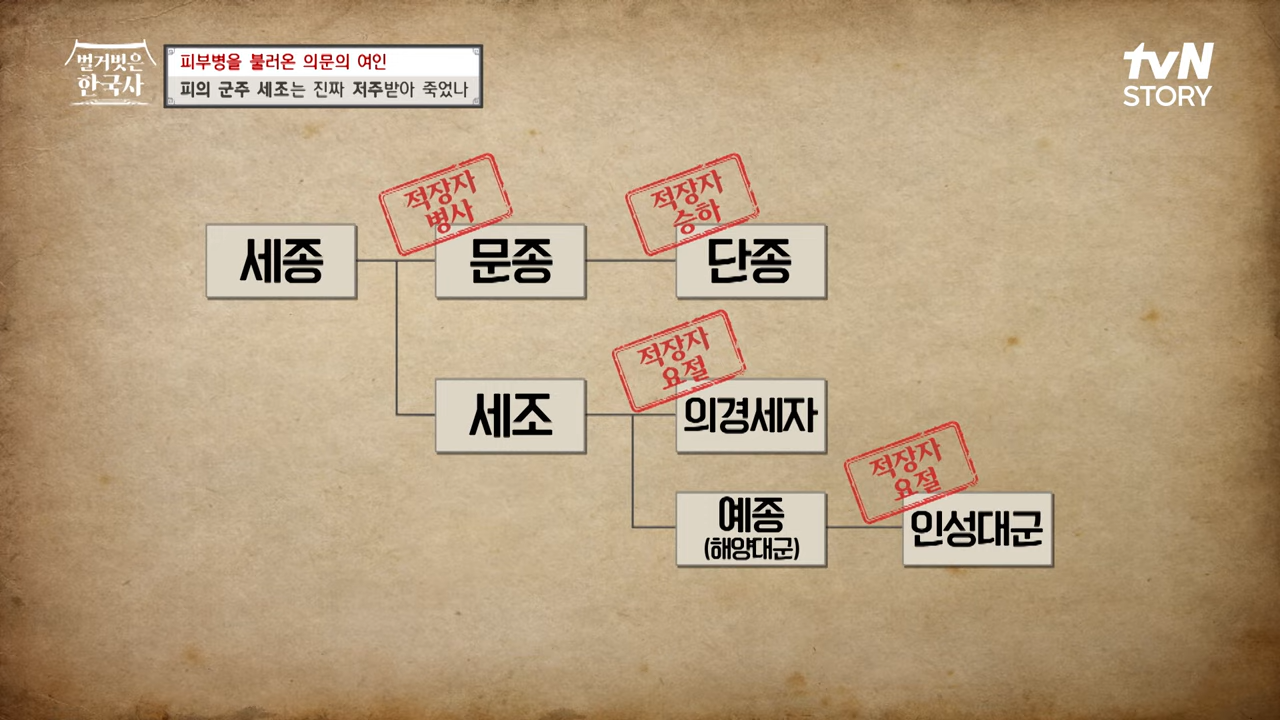 벌거벗은
한국사
피부병을 불러온 의문의 여인
피의 군주 세조는 진짜 저주받아 죽었나
tvN
STORY
적장자
병사
적장자
승하
세종
문종
단종
적장자
요절
세조
의경세자
적장자
요절
예종
(해양대군)
인성대군